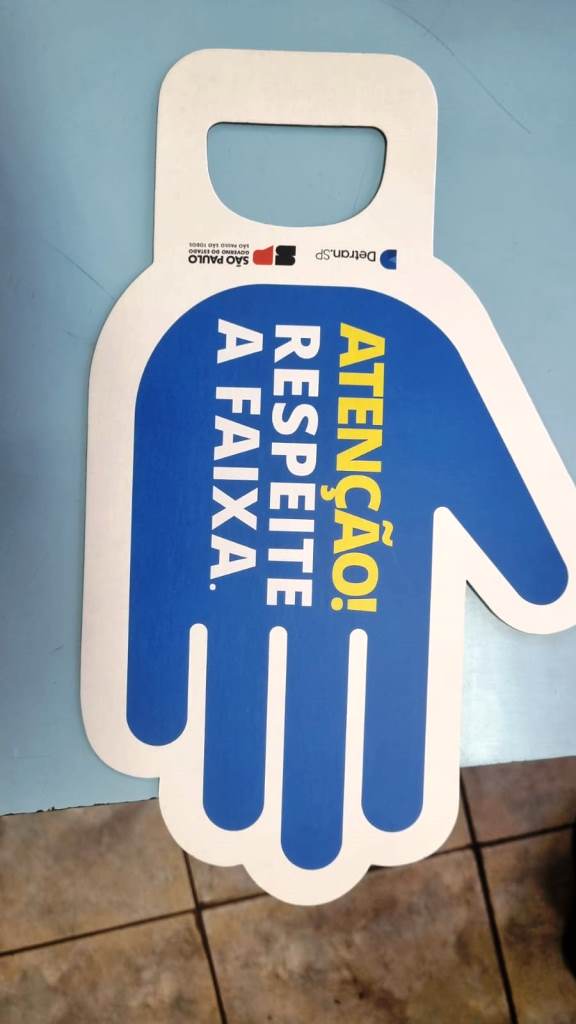 ATENÇÃO!
RESPEITE
A FAIXA.
Detran.SP
SÃO PAULO
GOVERNO DO ESTADO
SÃO PAULO SÃO TODOS